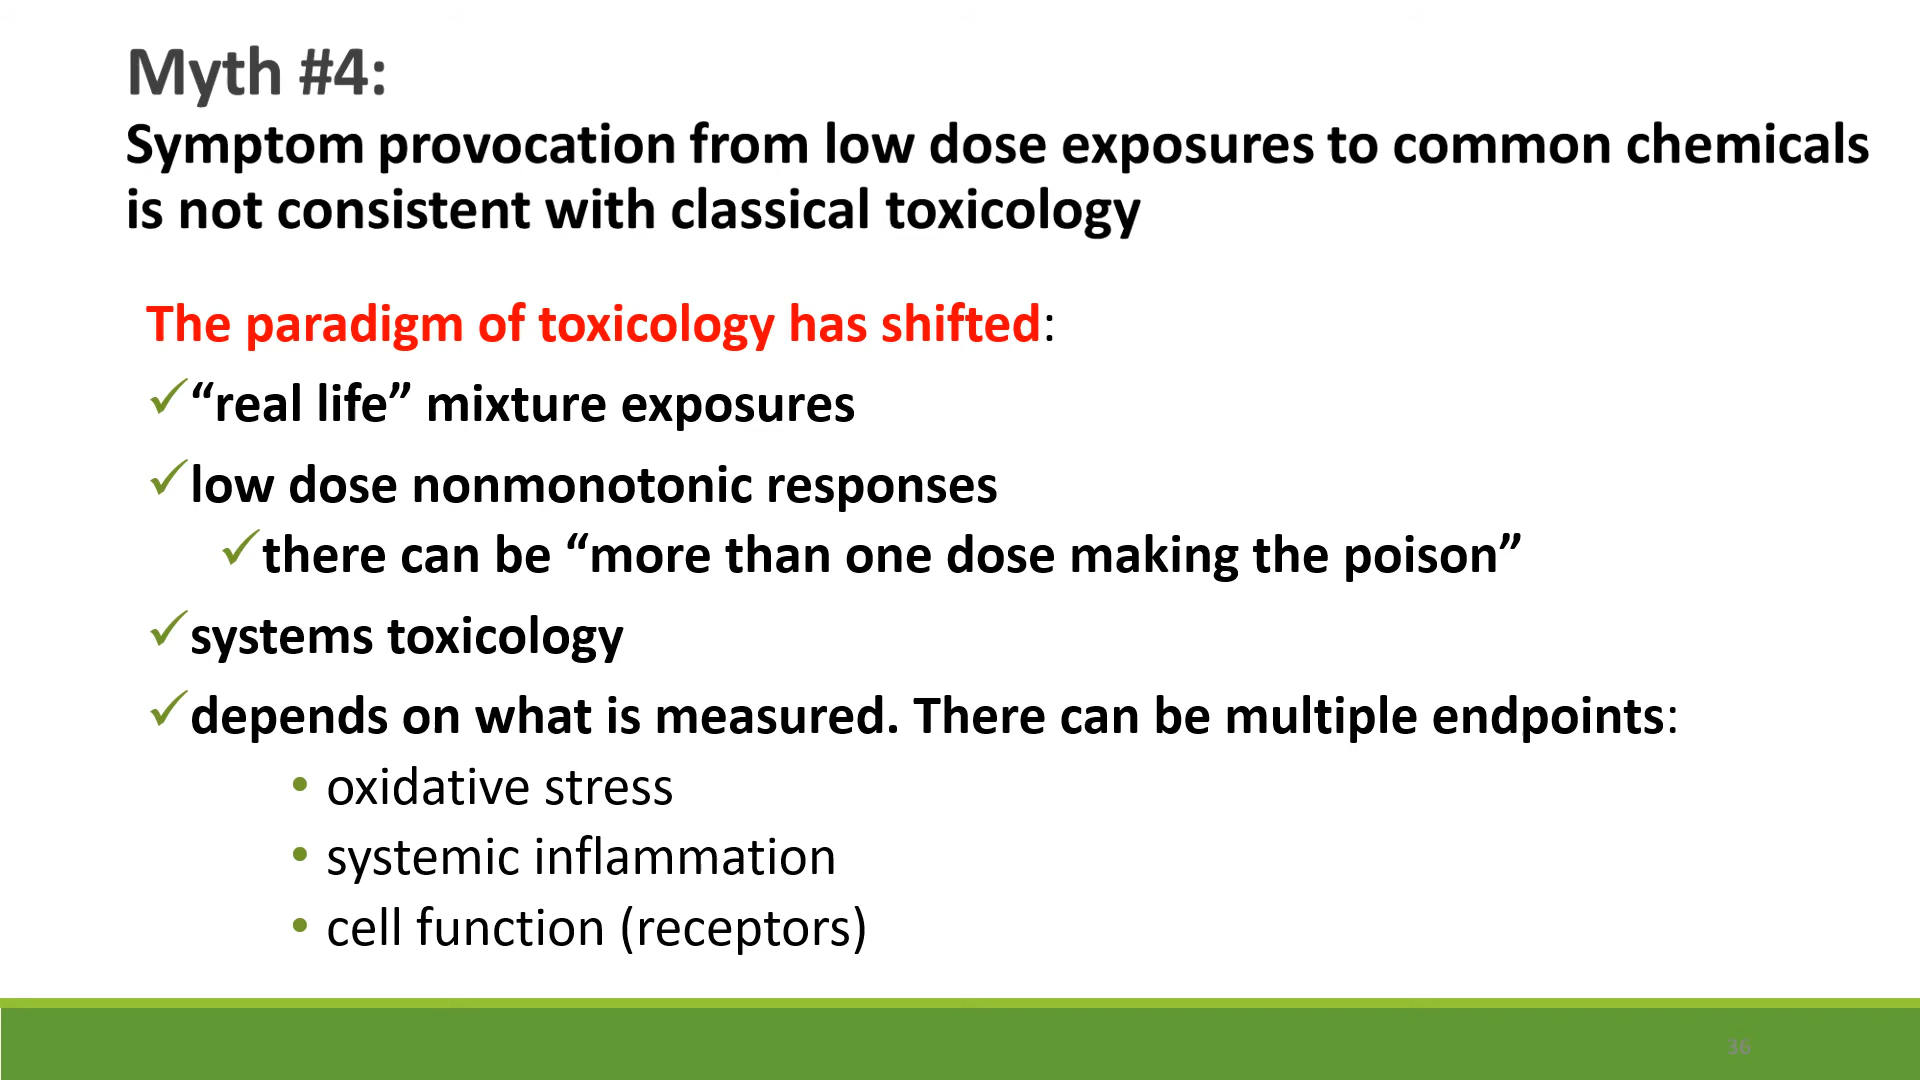 Myth #4:
Symptom provocation from low dose exposures to common chemicals
is not consistent with classical toxicology
The paradigm of toxicology has shifted:
✓“real life” mixture exposures
✓low dose nonmonotonic responses
✓there can be “more than one dose making the poison”
✓systems toxicology
✓depends on what is measured. There can be multiple endpoints:
• oxidative stress
• systemic inflammation
• cell function (receptors)
36